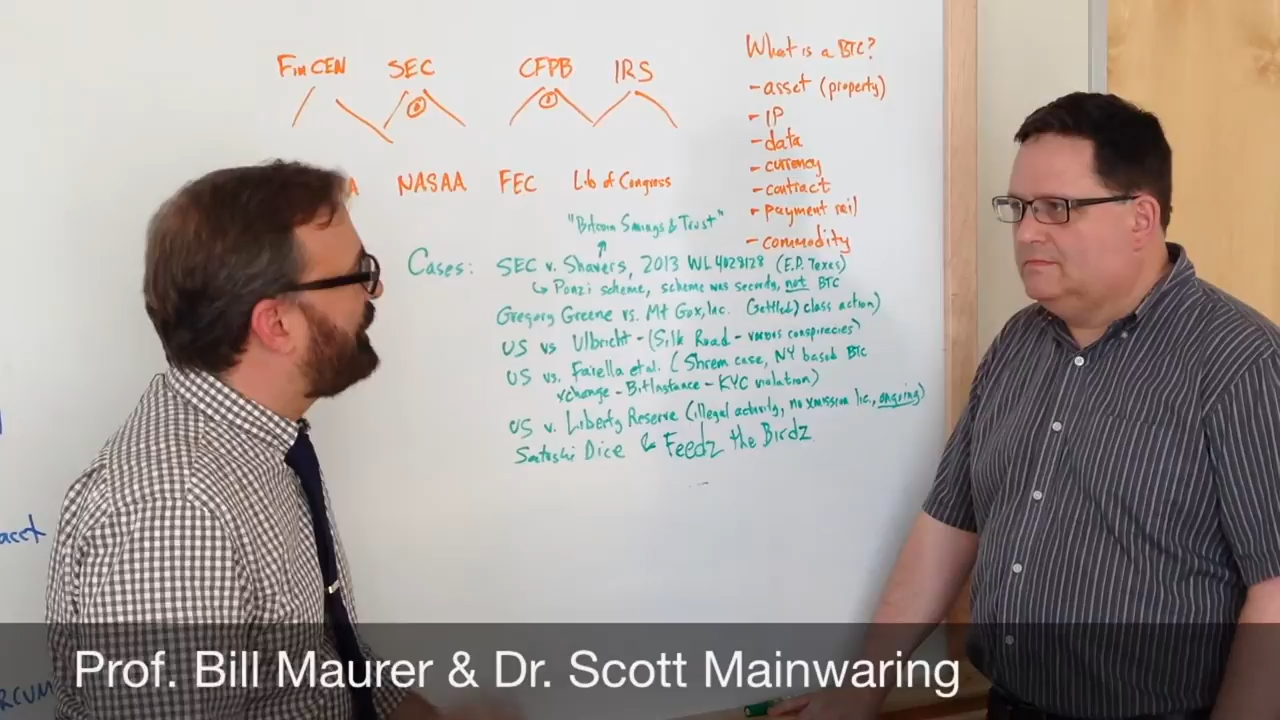 FinCEN SEC CFPB IRS
A NASAA FEC Lib of Congress
What is a BTC?
- asset (property)
- IP
- data
- currency
- contract
- payment rail
- commodity
"Bitcoin Savings & Trust"
Cases: SEC v. Shavers, 2013 WL 4028128 (E.D. Texas)
Ponzi scheme, scheme was secords, not BTC
Gregory Greene vs. Mt Gox, Inc. (settled) class action)
US vs Ulbricht - (Silk Road - various conspiracies)
US vs. Faiella et al. (Shrem case, NY based BTC
xchange - BitInstance - KYC violation)
US v. Liberty Reserve (illegal activity, no xmission lic., ongoing)
Satoshi Dice & Feedz the Birdz
acct
RCUM
Prof. Bill Maurer & Dr. Scott Mainwaring